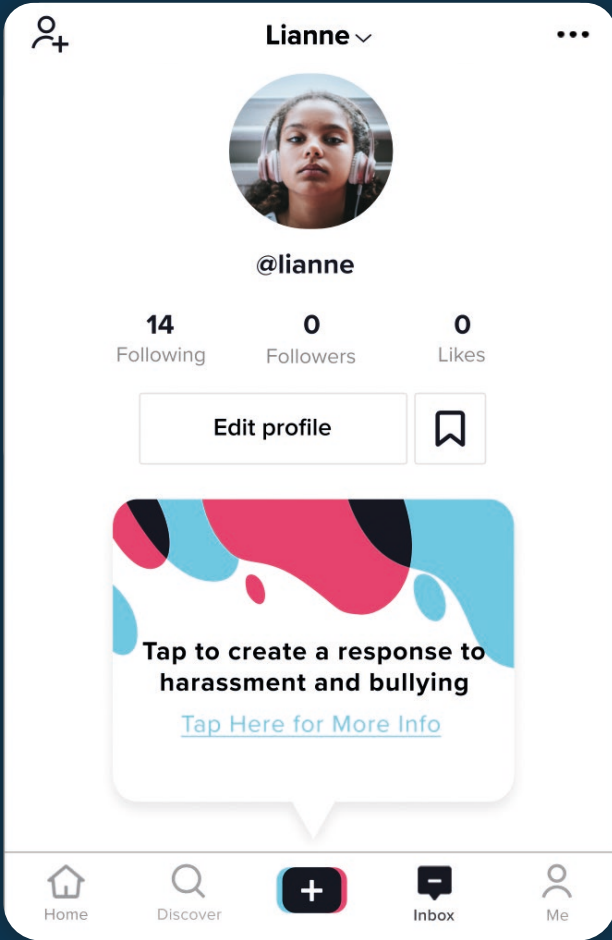 Lianne
@lianne
14 0 0
Following Followers Likes
Edit profile
Tap to create a response to
harassment and bullying
Tap Here for More Info
Home Discover Inbox Me